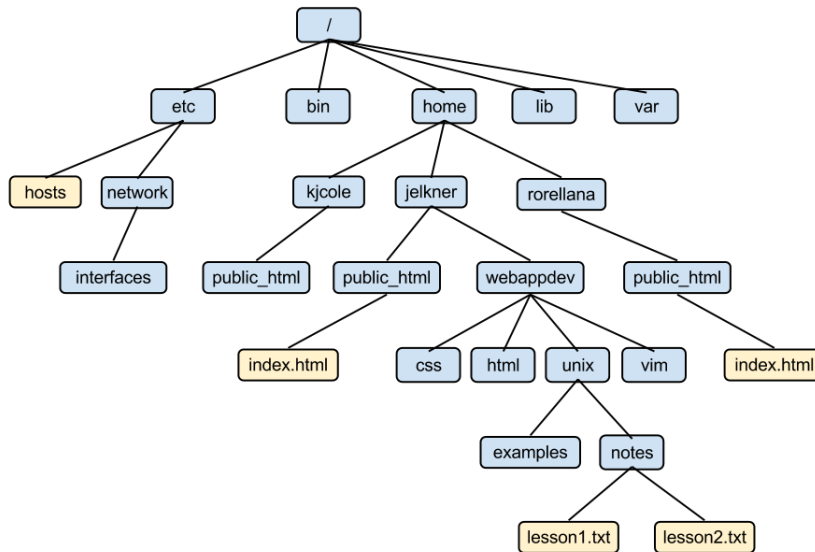 /
etc
bin
home
lib
var
hosts
network
kjcole
jelkner
rorellana
interfaces
public_html
public_html
webappdev
public_html
index.html
css
html
unix
vim
index.html
examples
notes
lesson1.txt
lesson2.txt